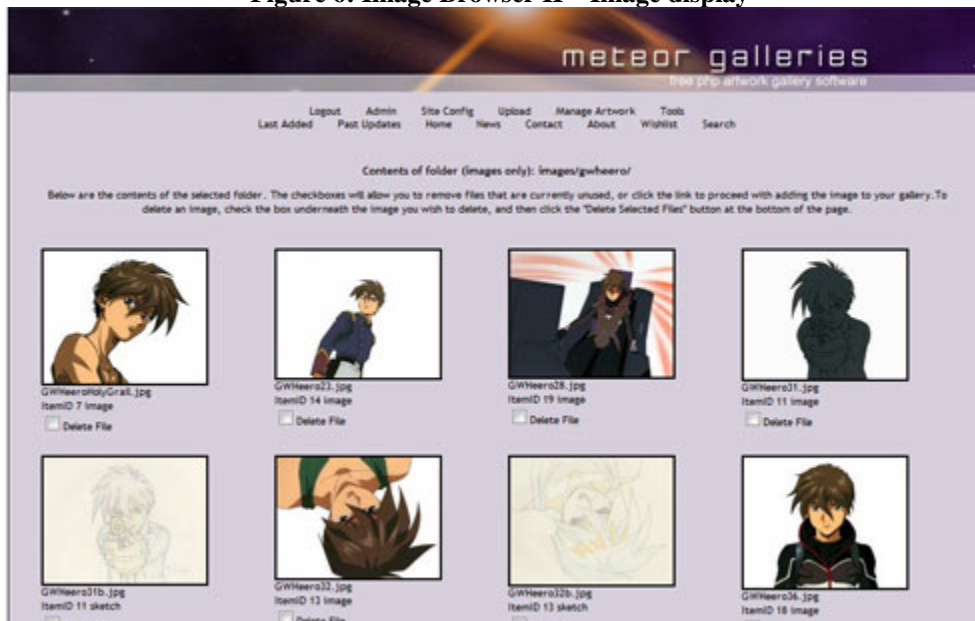 Figure 6: Image Browser II – Image display
meteor galleries
free php artwork gallery software
Logout Admin Site Config Upload Manage Artwork Tools
Last Added Past Updates Home News Contact About Wishlist Search
Contents of folder (images only): images/gwheero/
Below are the contents of the selected folder. The checkboxes will allow you to remove files that are currently unused, or click the link to proceed with adding the image to your gallery.To
delete an image, check the box underneath the image you wish to delete, and then click the "Delete Selected Files" button at the bottom of the page.
GWHeeroHolyGrail.jpg GWHeero23.jpg GWHeero28.jpg GWHeero31.jpg
ItemID 7 image ItemID 14 image ItemID 19 image ItemID 11 image
Delete File Delete File Delete File Delete File
GWHeero31b.jpg GWHeero32.jpg GWHeero32b.jpg GWHeero36.jpg
ItemID 11 sketch ItemID 13 image ItemID 13 sketch ItemID 18 image
Delete File